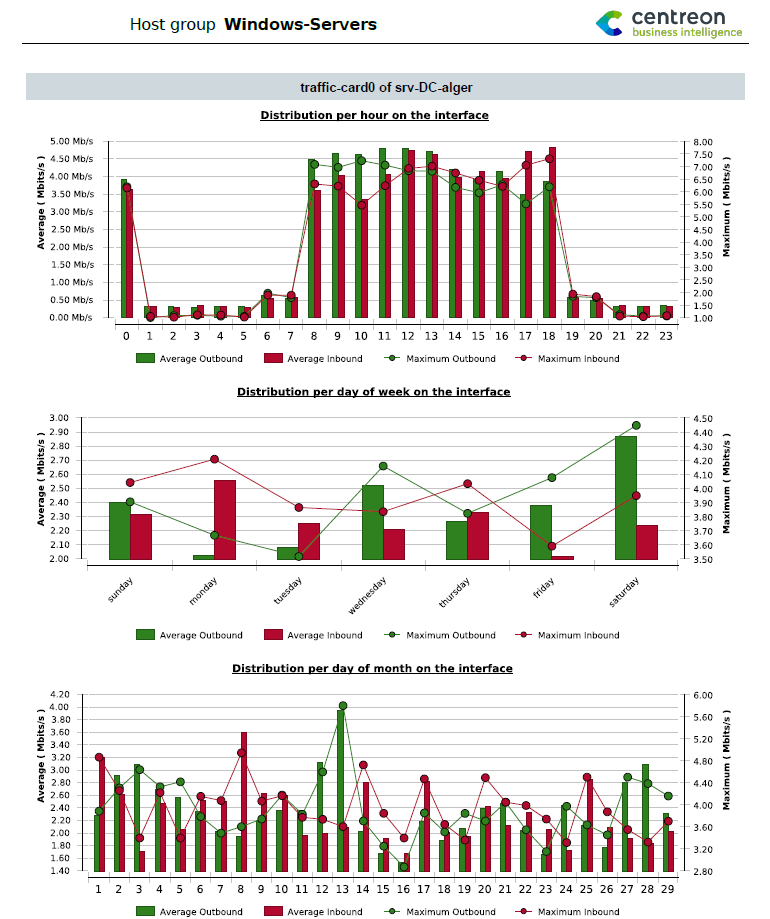 Host group Windows-Servers
centreon
business intelligence
traffic-card0 of srv-DC-alger
Distribution per hour on the interface
Average ( Mbits/s )
5.00 Mb/s
4.50 Mb/s
4.00 Mb/s
3.50 Mb/s
3.00 Mb/s
2.50 Mb/s
2.00 Mb/s
1.50 Mb/s
1.00 Mb/s
0.50 Mb/s
0.00 Mb/s
8.00
7.50
7.00
6.50
6.00
5.50
5.00
4.50
4.00
3.50
3.00
2.50
2.00
1.50
1.00
Maximum ( Mbits/s )
0 1 2 3 4 5 6 7 8 9 10 11 12 13 14 15 16 17 18 19 20 21 22 23
Average Outbound Average Inbound Maximum Outbound Maximum Inbound
Distribution per day of week on the interface
Average ( Mbits/s )
3.00
2.90
2.80
2.70
2.60
2.50
2.40
2.30
2.20
2.10
2.00
4.50
4.40
4.30
4.20
4.10
4.00
3.90
3.80
3.70
3.60
3.50
Maximum ( Mbits/s )
sunday monday tuesday wednesday thursday friday saturday
Average Outbound Average Inbound Maximum Outbound Maximum Inbound
Distribution per day of month on the interface
Average ( Mbits/s )
4.20
4.00
3.80
3.60
3.40
3.20
3.00
2.80
2.60
2.40
2.20
2.00
1.80
1.60
1.40
6.00
5.60
5.20
4.80
4.40
4.00
3.60
3.20
2.80
Maximum ( Mbits/s )
1 2 3 4 5 6 7 8 9 10 11 12 13 14 15 16 17 18 19 20 21 22 23 24 25 26 27 28 29
Average Outbound Average Inbound Maximum Outbound Maximum Inbound